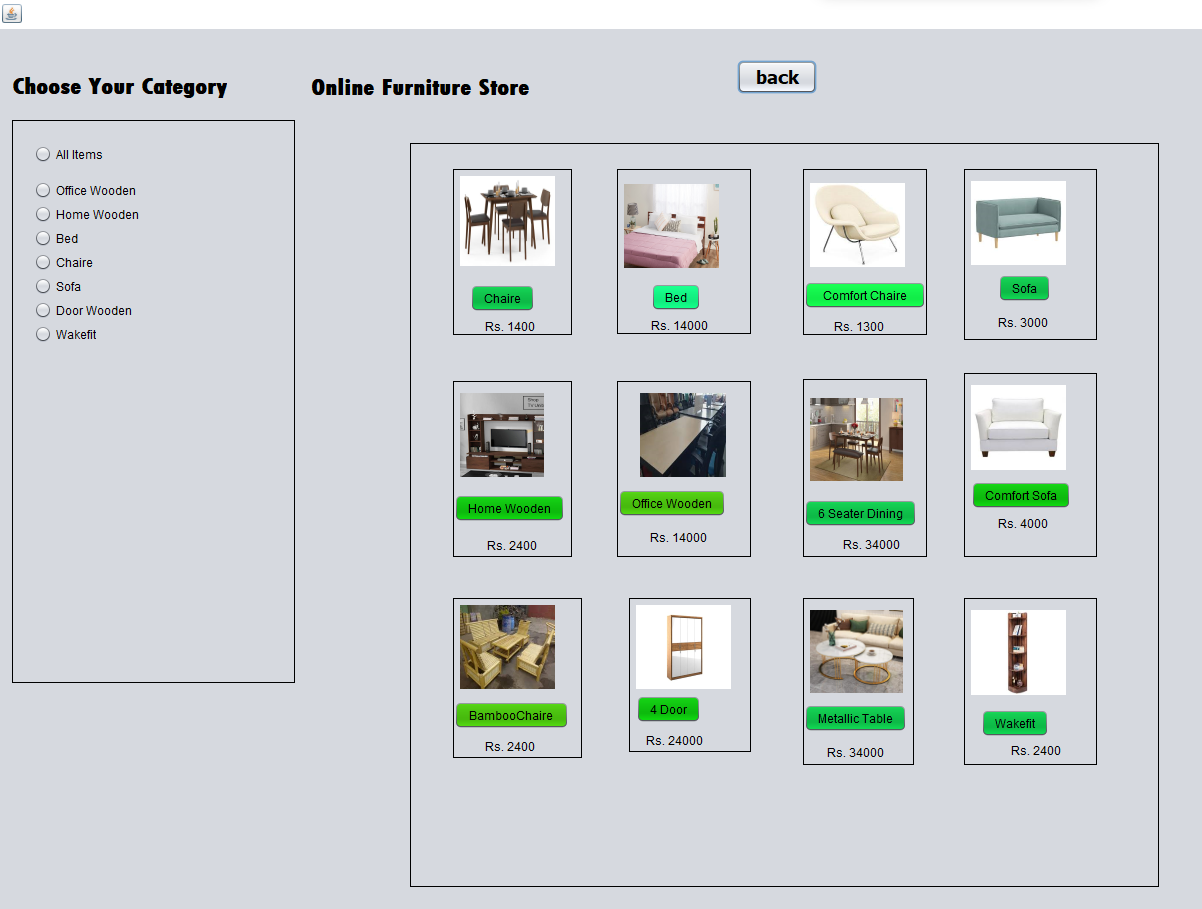 Choose Your Category
Online Furniture Store
back
All Items
Office Wooden
Home Wooden
Bed
Chaire
Sofa
Door Wooden
Wakefit
Chaire
Rs. 1400
Bed
Rs. 14000
Comfort Chaire
Rs. 1300
Sofa
Rs. 3000
Home Wooden
Rs. 2400
Office Wooden
Rs. 14000
6 Seater Dining
Rs. 34000
Comfort Sofa
Rs. 4000
BambooChaire
Rs. 2400
4 Door
Rs. 24000
Metallic Table
Rs. 34000
Wakefit
Rs. 2400